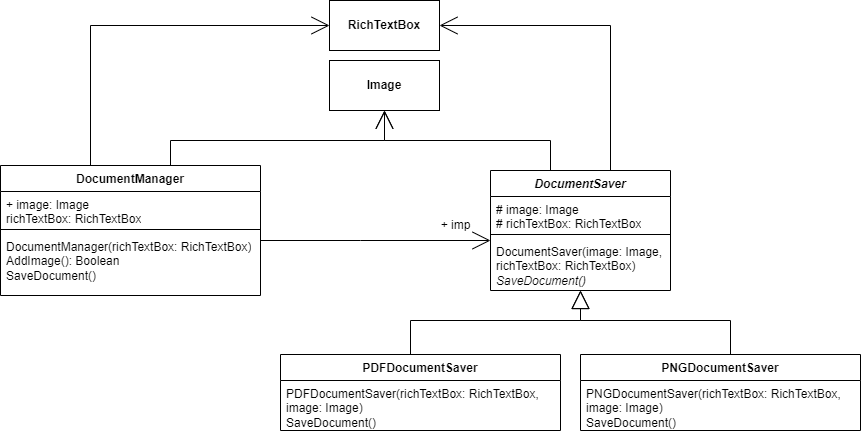 RichTextBox
Image
DocumentManager
+ image: Image
richTextBox: RichTextBox
DocumentManager(richTextBox: RichTextBox)
AddImage(): Boolean
SaveDocument()
+ imp
DocumentSaver
# image: Image
# richTextBox: RichTextBox
DocumentSaver(image: Image,
richTextBox: RichTextBox)
SaveDocument()
PDFDocumentSaver
PDFDocumentSaver(richTextBox: RichTextBox,
image: Image)
SaveDocument()
PNGDocumentSaver
PNGDocumentSaver(richTextBox: RichTextBox,
image: Image)
SaveDocument()